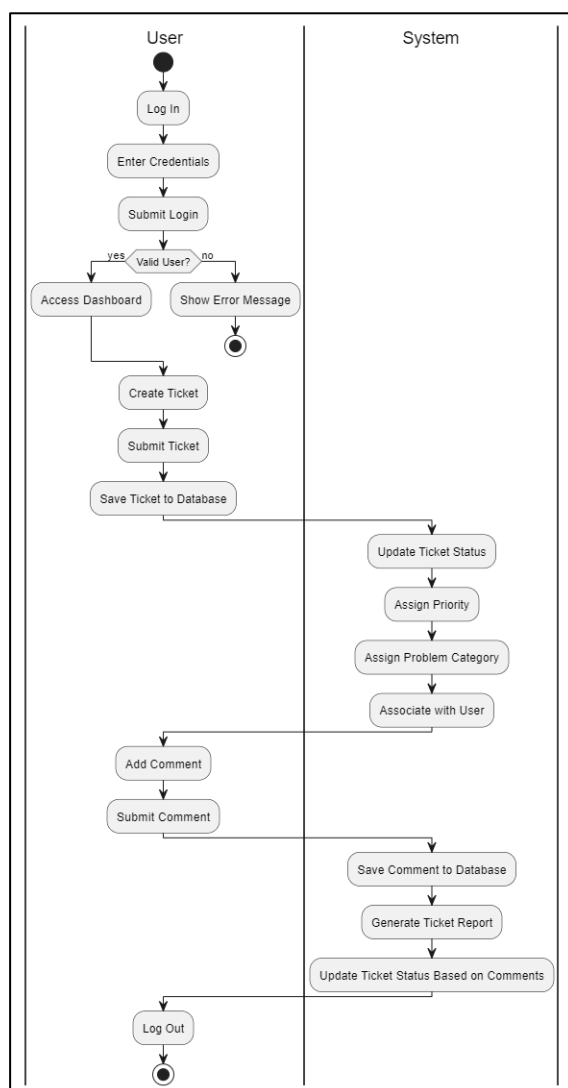 User
System
Log In
Enter Credentials
Submit Login
yes
Valid User?
no
Access Dashboard
Show Error Message
Create Ticket
Submit Ticket
Save Ticket to Database
Update Ticket Status
Assign Priority
Assign Problem Category
Associate with User
Add Comment
Submit Comment
Save Comment to Database
Generate Ticket Report
Update Ticket Status Based on Comments
Log Out